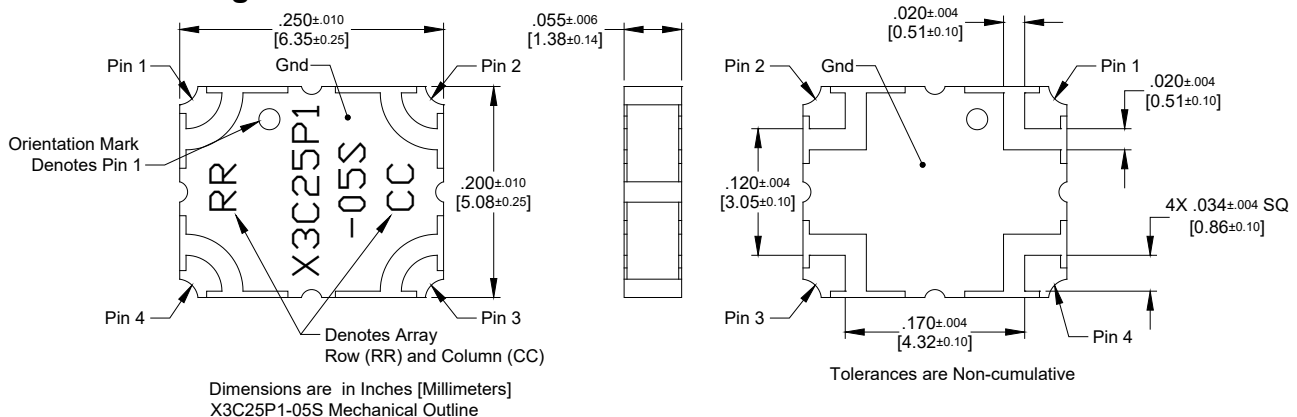 .250±.010
[6.35±0.25]
.055±.006
[1.38±0.14]
.020±.004
[0.51±0.10]
Pin 1
Gnd
Pin 2
Pin 2
Gnd
Pin 1
.020±.004
[0.51±0.10]
Orientation Mark
Denotes Pin 1
RR
X3C25P1
-05S
CC
.200±.010
[5.08±0.25]
.120±.004
[3.05±0.10]
4X .034±.004 SQ
[0.86±0.10]
Pin 4
Pin 3
Pin 3
Pin 4
.170±.004
[4.32±0.10]
Denotes Array
Row (RR) and Column (CC)
Tolerances are Non-cumulative
Dimensions are in Inches [Millimeters]
X3C25P1-05S Mechanical Outline